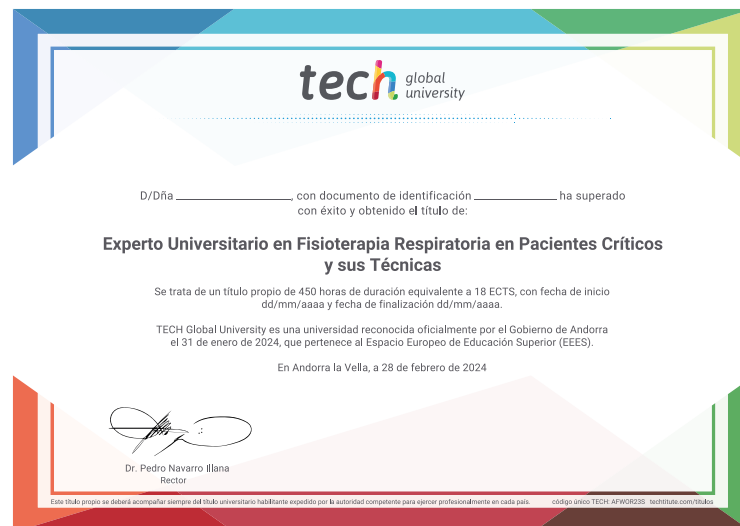 tech global university
D/Dña ____________, con documento de identificación ____________ ha superado
con éxito y obtenido el título de:
Experto Universitario en Fisioterapia Respiratoria en Pacientes Críticos
y sus Técnicas
Se trata de un título propio de 450 horas de duración equivalente a 18 ECTS, con fecha de inicio
dd/mm/aaaa y fecha de finalización dd/mm/aaaa.
TECH Global University es una universidad reconocida oficialmente por el Gobierno de Andorra
el 31 de enero de 2024, que pertenece al Espacio Europeo de Educación Superior (EEES).
En Andorra la Vella, a 28 de febrero de 2024
Dr. Pedro Navarro Illana
Rector
Este título propio se deberá acompañar siempre del título universitario habilitante expedido por la autoridad competente para ejercer profesionalmente en cada país. código único TECH: AFWOR23S techtitute.com/titulos